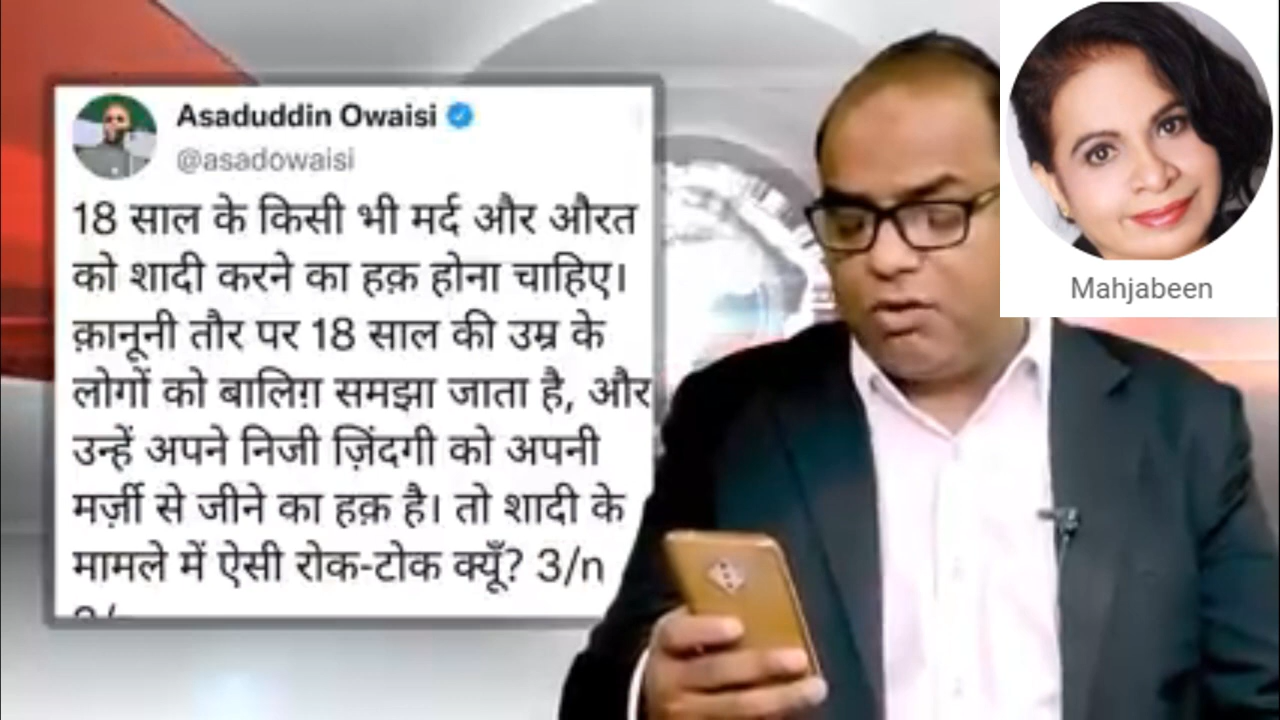 Asaduddin Owaisi
@asadowaisi
18 साल के किसी भी मर्द और औरत
को शादी करने का हक़ होना चाहिए।
क़ानूनी तौर पर 18 साल की उम्र के
लोगों को बालिग़ समझा जाता है, और
उन्हें अपने निजी ज़िंदगी को अपनी
मर्ज़ी से जीने का हक़ है। तो शादी के
मामले में ऐसी रोक-टोक क्यूँ? 3/n
Mahjabeen